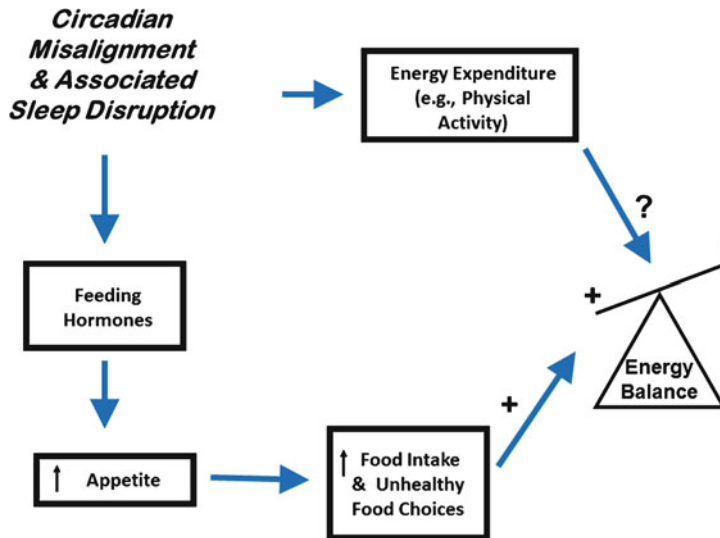 Circadian
Misalignment
& Associated
Sleep Disruption
Energy Expenditure
(e.g., Physical
Activity)
?
Feeding
Hormones
+
Energy
Balance
+
↑ Appetite
↑ Food Intake
& Unhealthy
Food Choices